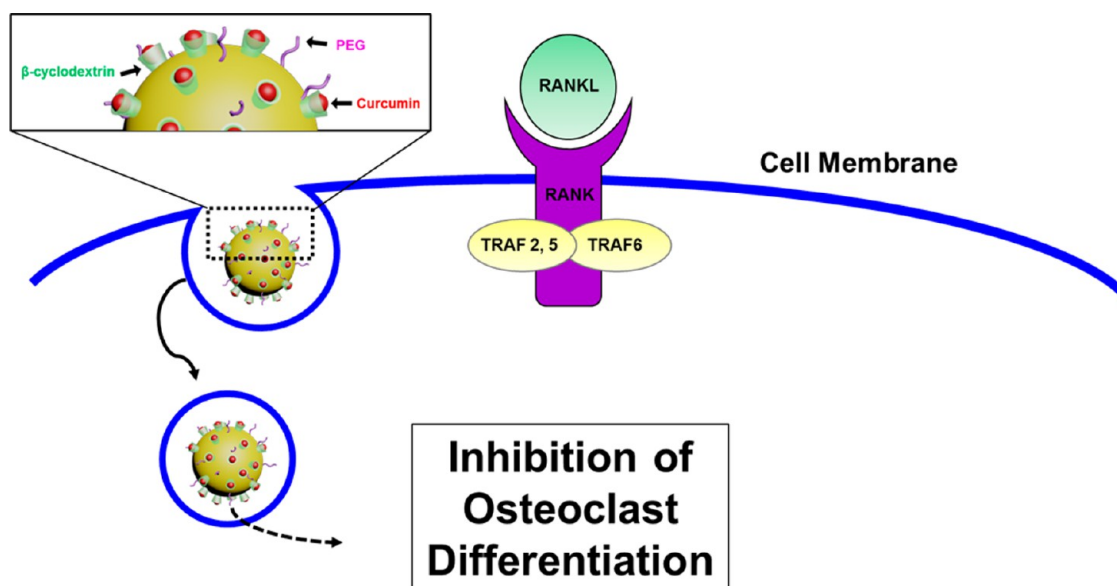 PEG
β-cyclodextrin
Curcumin
RANKL
Cell Membrane
RANK
TRAF 2, 5
TRAF6
Inhibition of
Osteoclast
Differentiation